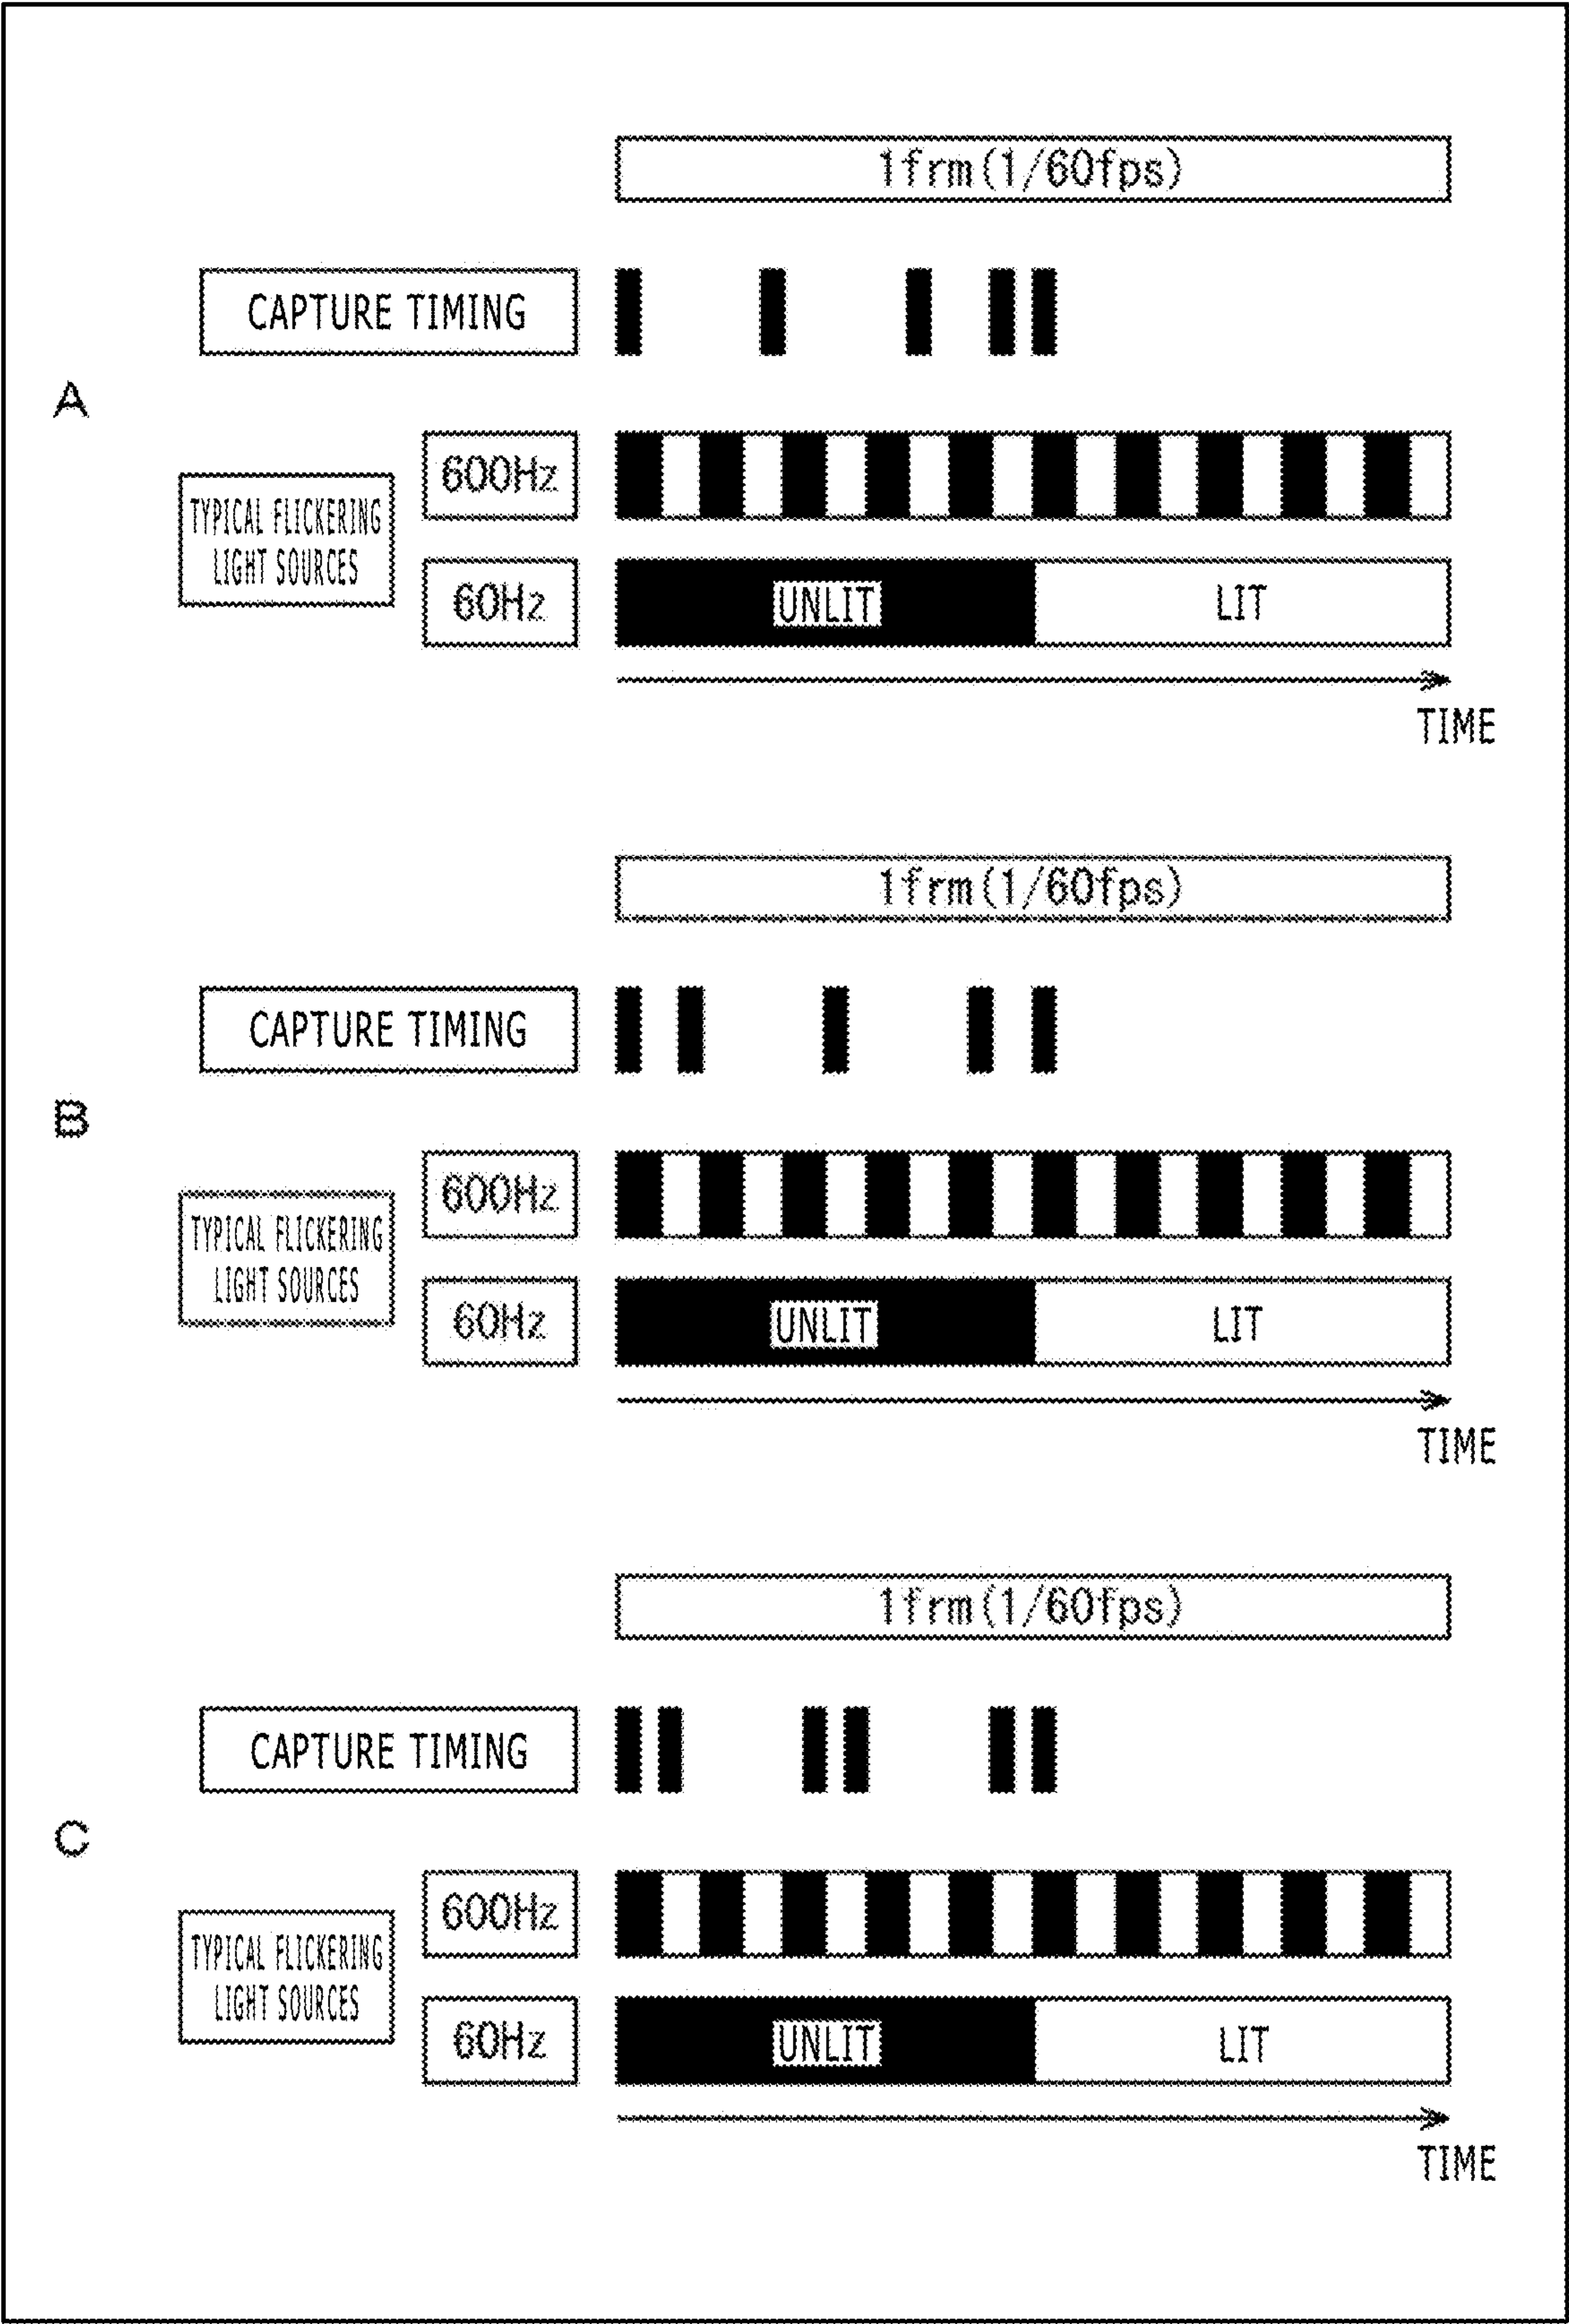 1frm(1/60fps)
CAPTURE TIMING
A
600Hz
TYPICAL FLICKERING
LIGHT SOURCES
60Hz
UNLIT
LIT
TIME
1frm(1/60fps)
CAPTURE TIMING
B
600Hz
TYPICAL FLICKERING
LIGHT SOURCES
60Hz
UNLIT
LIT
TIME
1frm(1/60fps)
CAPTURE TIMING
C
600Hz
TYPICAL FLICKERING
LIGHT SOURCES
60Hz
UNLIT
LIT
TIME